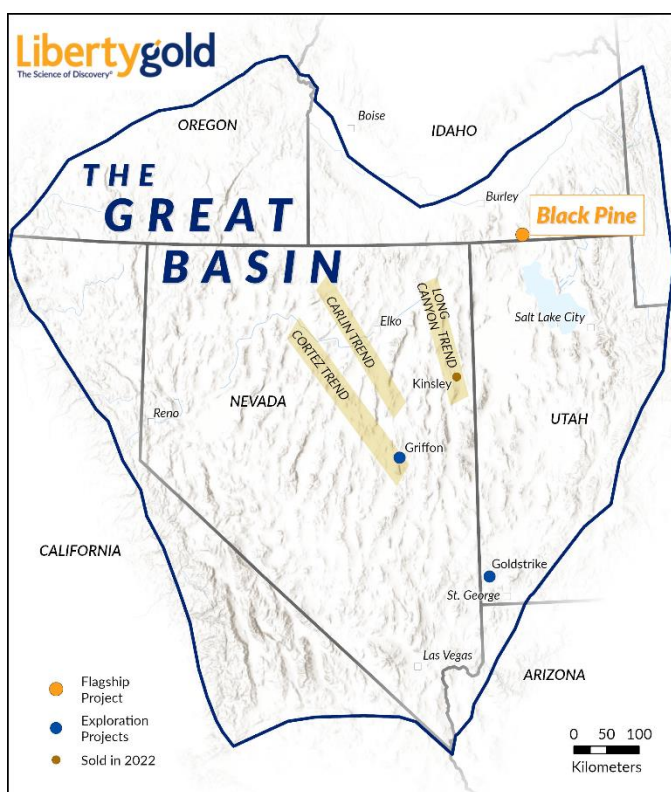 Libertygold
The Science of Discovery®
OREGON
Boise
IDAHO
THE
GREAT
BASIN
Burley
Black Pine
Salt Lake City
LONG
CANYON TREND
CARLIN TREND
Elko
CORTEZ TREND
Kinsley
NEVADA
Reno
UTAH
Griffon
CALIFORNIA
Goldstrike
St. George
Las Vegas
ARIZONA
Flagship
Project
Exploration
Projects
Sold in 2022
0 50 100
Kilometers